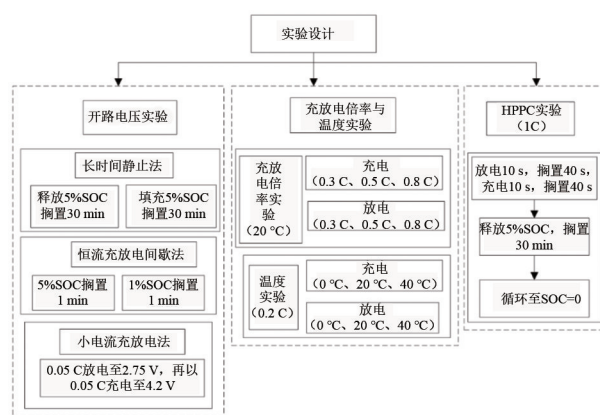 实验设计
开路电压实验
长时间静止法
释放5%SOC
搁置30 min
填充5%SOC
搁置30 min
恒流充放电间歇法
5%SOC搁置
1 min
1%SOC搁置
1 min
小电流充放电法
0.05 C放电至2.75 V，再以
0.05 C充电至4.2 V
充放电倍率与
温度实验
充放
电倍
率实
验
（20 °C）
充电
（0.3 C、0.5 C、0.8 C）
放电
（0.3 C、0.5 C、0.8 C）
温度
实验
（0.2 C）
充电
（0 °C、20 °C、40 °C）
放电
（0 °C、20 °C、40 °C）
HPPC实验
（1C）
放电10 s，搁置40 s，
充电10 s，搁置40 s
释放5%SOC，搁置
30 min
循环至SOC=0